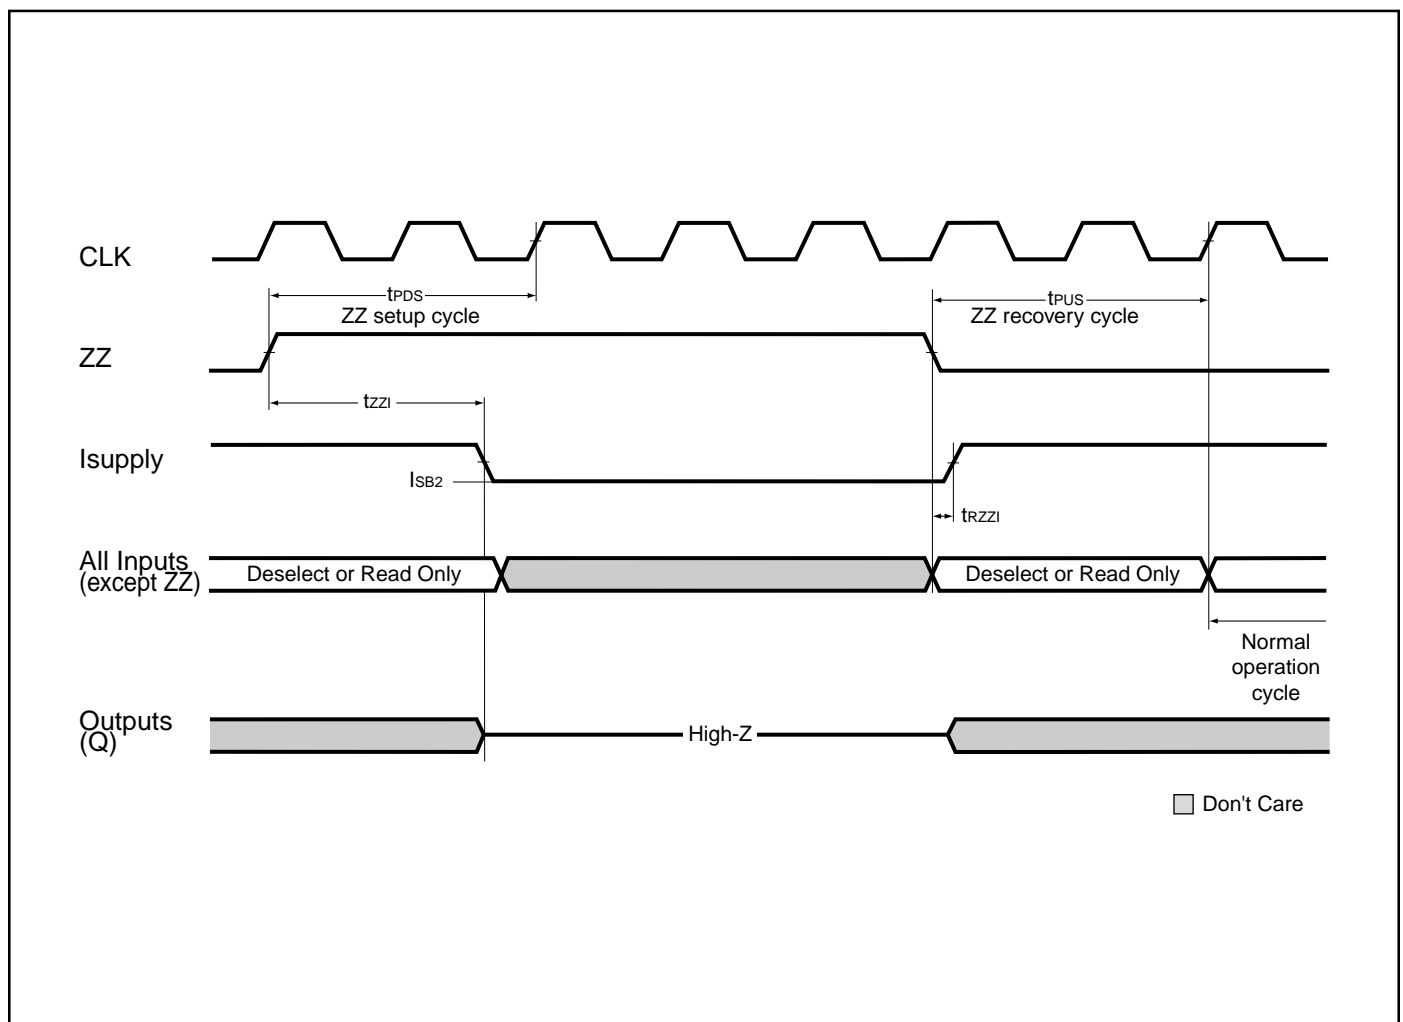 CLK
tPDS
ZZ setup cycle
tPUS
ZZ recovery cycle
ZZ
tZZI
Isupply
ISB2
tRZZI
All Inputs
(except ZZ)
Deselect or Read Only
Deselect or Read Only
Normal
operation
cycle
Outputs
(Q)
High-Z
Don't Care